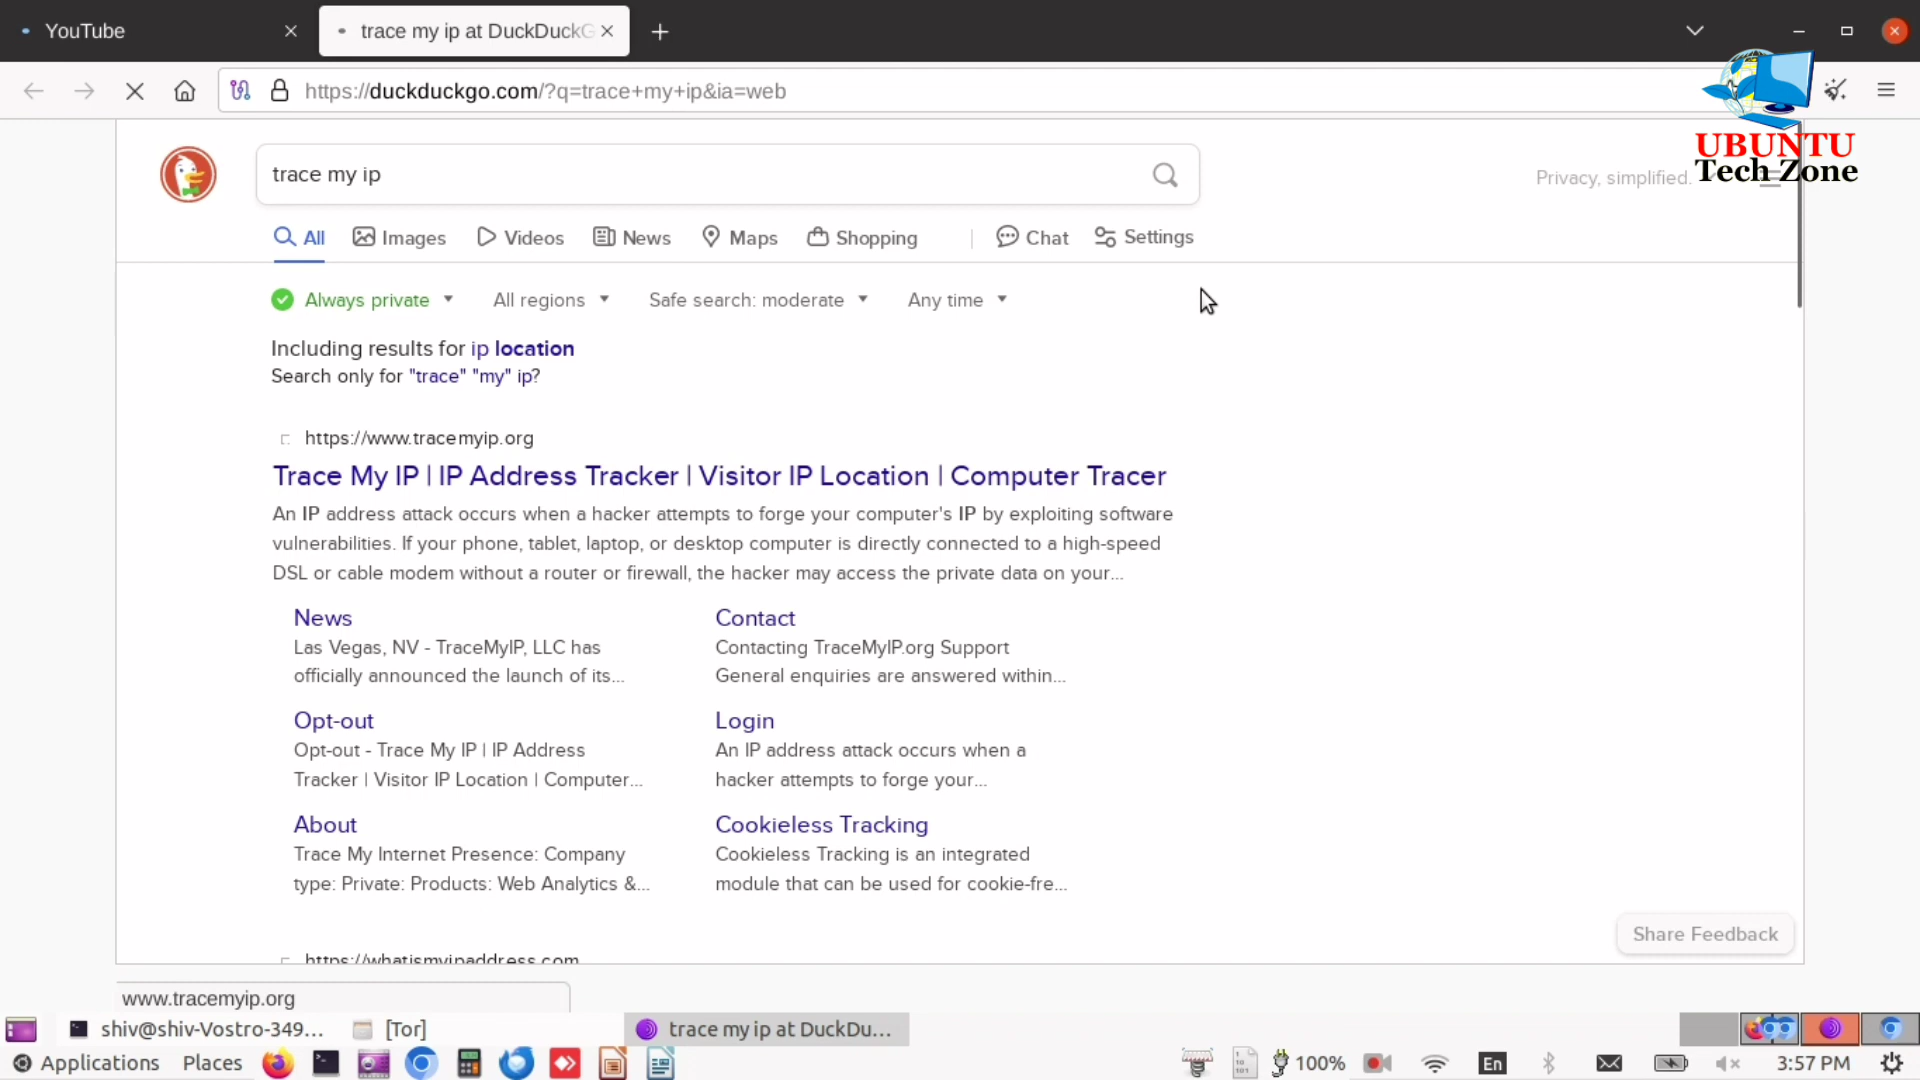 YouTube
trace my ip at DuckDuckG
https://duckduckgo.com/?q=trace+my+ip&ia=web
UBUNTU
Tech Zone
trace my ip
Privacy, simplified.
All
Images
Videos
News
Maps
Shopping
Chat
Settings
Always private
All regions
Safe search: moderate
Any time
Including results for ip location
Search only for "trace" "my" ip?
https://www.tracemyip.org
Trace My IP | IP Address Tracker | Visitor IP Location | Computer Tracer
An IP address attack occurs when a hacker attempts to forge your computer's IP by exploiting software
vulnerabilities. If your phone, tablet, laptop, or desktop computer is directly connected to a high-speed
DSL or cable modem without a router or firewall, the hacker may access the private data on your...
News
Las Vegas, NV - TraceMyIP, LLC has
officially announced the launch of its...
Contact
Contacting TraceMyIP.org Support
General enquiries are answered within...
Opt-out
Opt-out - Trace My IP | IP Address
Tracker | Visitor IP Location | Computer...
Login
An IP address attack occurs when a
hacker attempts to forge your...
About
Trace My Internet Presence: Company
type: Private: Products: Web Analytics &...
Cookieless Tracking
Cookieless Tracking is an integrated
module that can be used for cookie-fre...
https://whatismyipaddress.com
Share Feedback
www.tracemyip.org
shiv@shiv-Vostro-349...
[Tor]
trace my ip at DuckDu...
Applications
Places
100%
En
3:57 PM